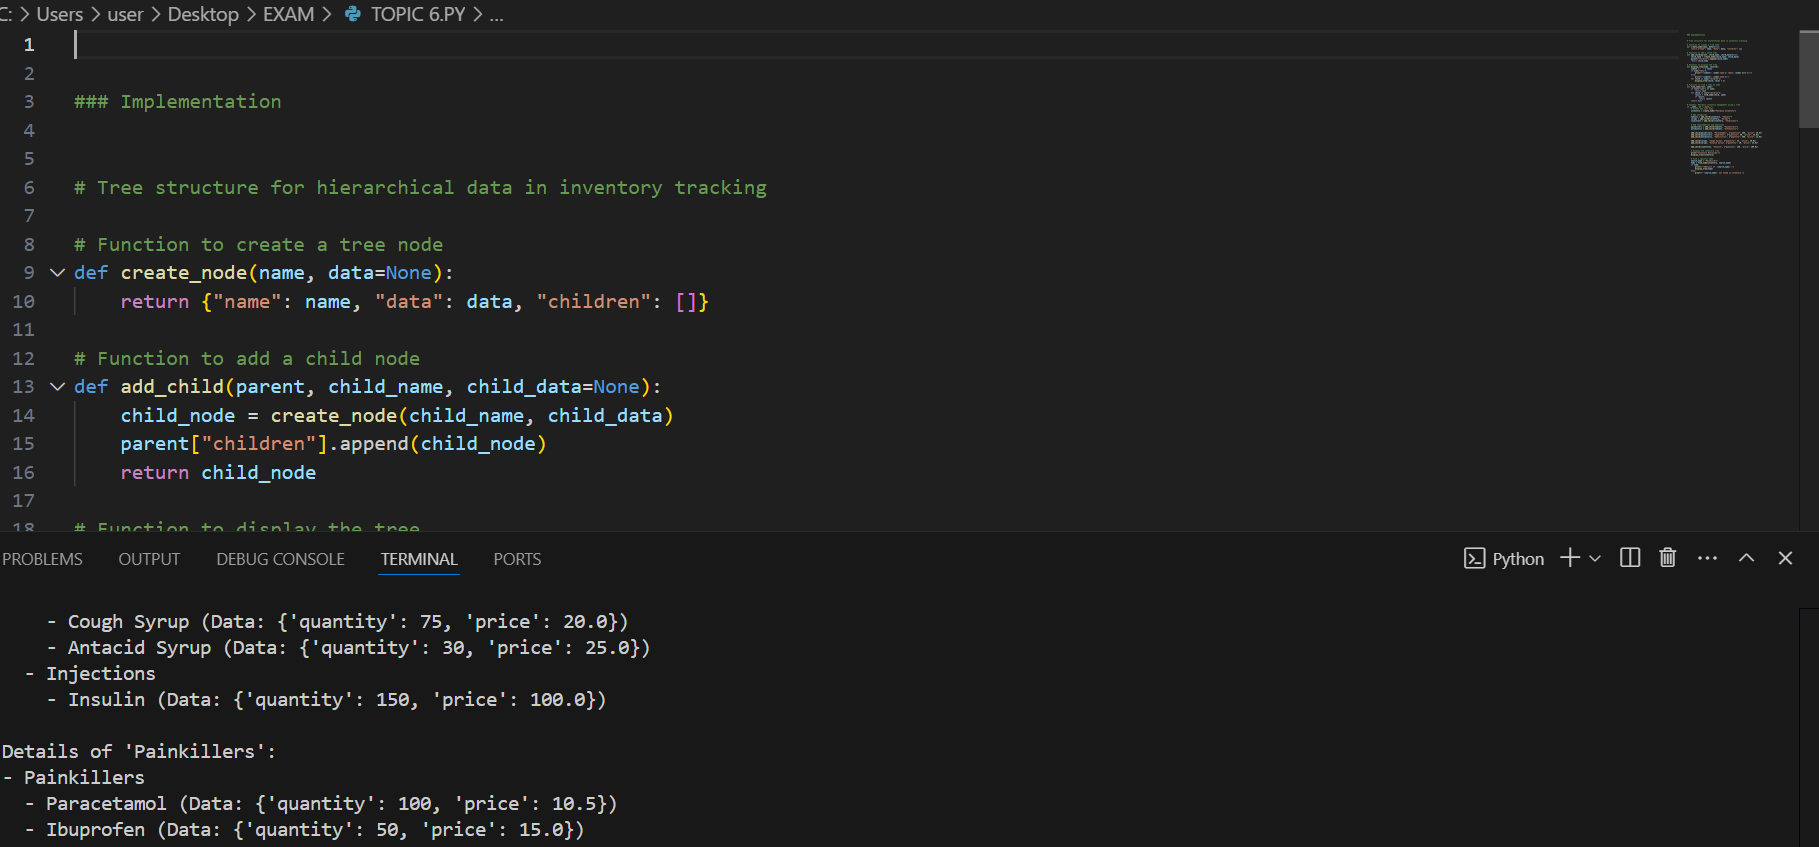 C: > Users > user > Desktop > EXAM > TOPIC 6.PY > ...
1
2
3 ### Implementation
4
5
6 # Tree structure for hierarchical data in inventory tracking
7
8 # Function to create a tree node
9 def create_node(name, data=None):
10 return {"name": name, "data": data, "children": []}
11
12 # Function to add a child node
13 def add_child(parent, child_name, child_data=None):
14 child_node = create_node(child_name, child_data)
15 parent["children"].append(child_node)
16 return child_node
17
18 # Function to display the tree
PROBLEMS OUTPUT DEBUG CONSOLE TERMINAL PORTS Python
- Cough Syrup (Data: {'quantity': 75, 'price': 20.0})
- Antacid Syrup (Data: {'quantity': 30, 'price': 25.0})
- Injections
- Insulin (Data: {'quantity': 150, 'price': 100.0})
Details of 'Painkillers':
- Painkillers
- Paracetamol (Data: {'quantity': 100, 'price': 10.5})
- Ibuprofen (Data: {'quantity': 50, 'price': 15.0})